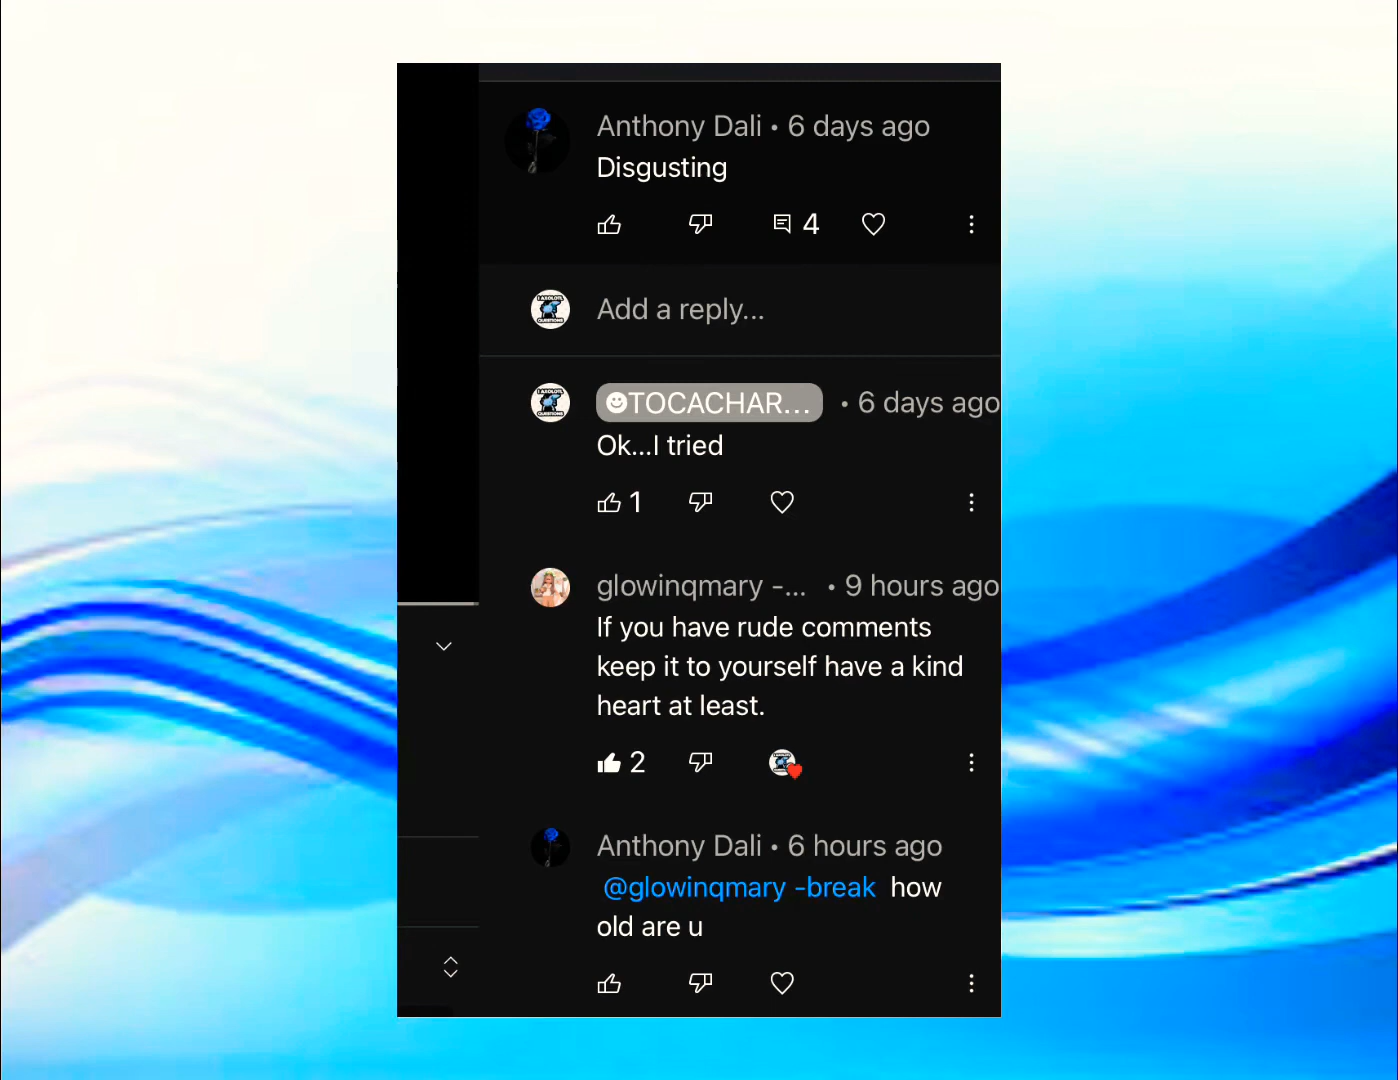 Anthony Dali • 6 days ago
Disgusting
4
Add a reply...
TOCACHAR... • 6 days ago
Ok...I tried
1
glowinqmary -... • 9 hours ago
If you have rude comments
keep it to yourself have a kind
heart at least.
2
Anthony Dali • 6 hours ago
@glowinqmary -break how
old are u